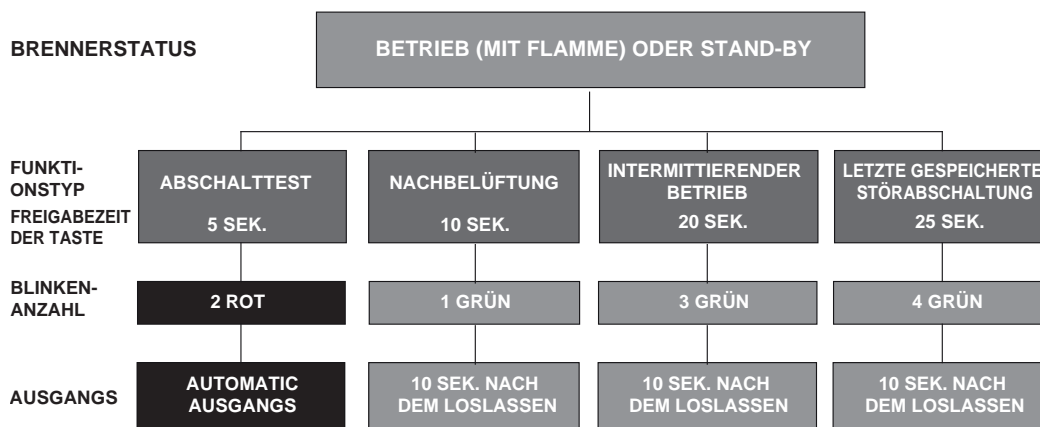 BRENNERSTATUS
BETRIEB (MIT FLAMME) ODER STAND-BY
FUNKTI-
ONSTYP
FREIGABEZEIT
DER TASTE
ABSCHALTTEST
5 SEK.
NACHBELÜFTUNG
10 SEK.
INTERMITTIERENDER
BETRIEB
20 SEK.
LETZTE GESPEICHERTE
STÖRABSCHALTUNG
25 SEK.
BLINKEN-
ANZAHL
2 ROT
1 GRÜN
3 GRÜN
4 GRÜN
AUSGANGS
AUTOMATIC
AUSGANGS
10 SEK. NACH
DEM LOSLASSEN
10 SEK. NACH
DEM LOSLASSEN
10 SEK. NACH
DEM LOSLASSEN